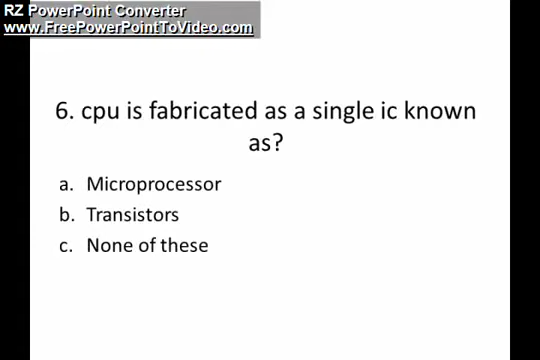 RZ PowerPoint Converter
www.FreePowerPointToVideo.com
6. cpu is fabricated as a single ic known
as?
a. Microprocessor
b. Transistors
c. None of these